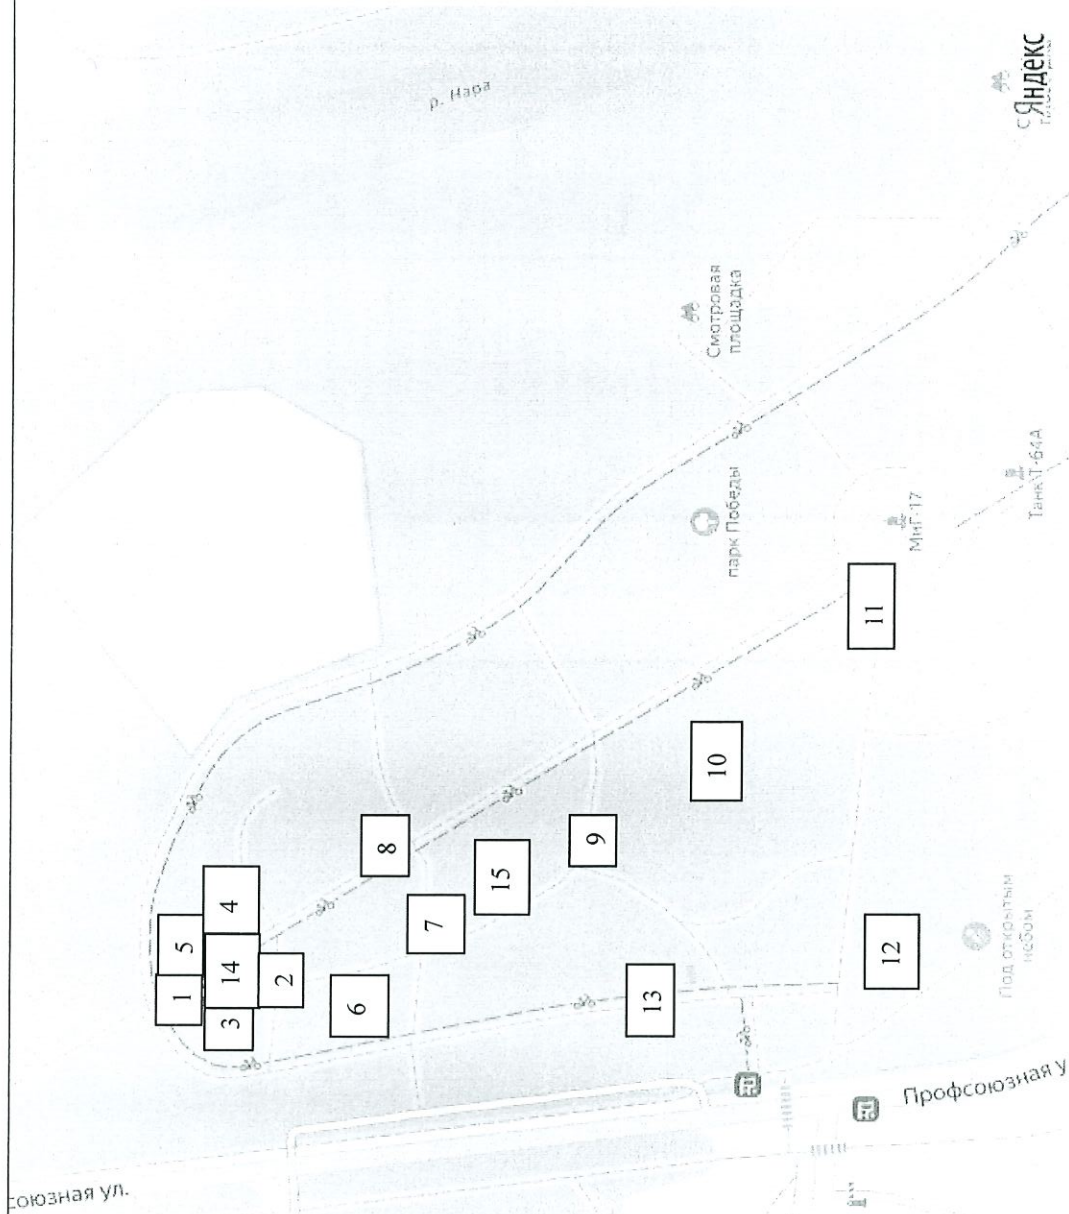 р. Нара
Яндекс
Смотровая
площадка
парк Победы
МиГ-17
Танк Т-64А
5
4
1
14
3
2
8
7
15
6
9
10
11
13
12
Под открытым
небом
Профсоюзная у
союзная ул.